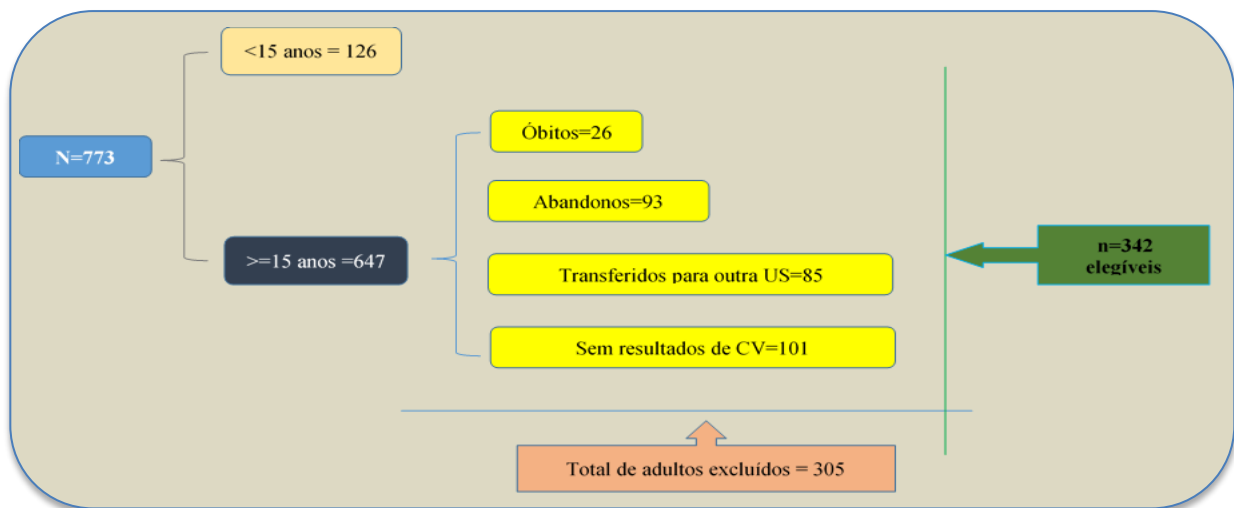 <15 anos = 126
N=773
>=15 anos =647
Óbitos=26
Abandonos=93
Transferidos para outra US=85
Sem resultados de CV=101
n=342
elegíveis
Total de adultos excluídos = 305